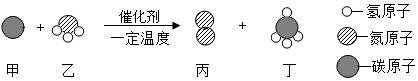 催化剂
一定温度
甲 乙 丙 丁
氢原子
氮原子
碳原子